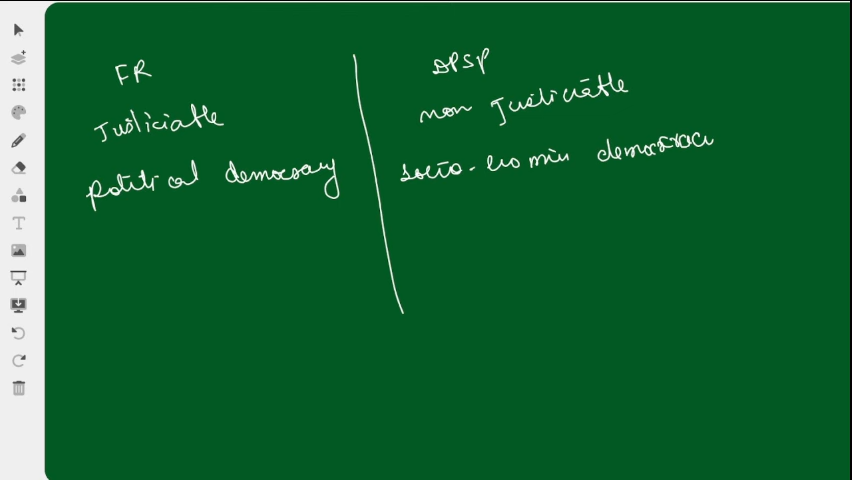 FR
Justiciable
political democracy
DPSP
non Justiciable
socio-economic democracy